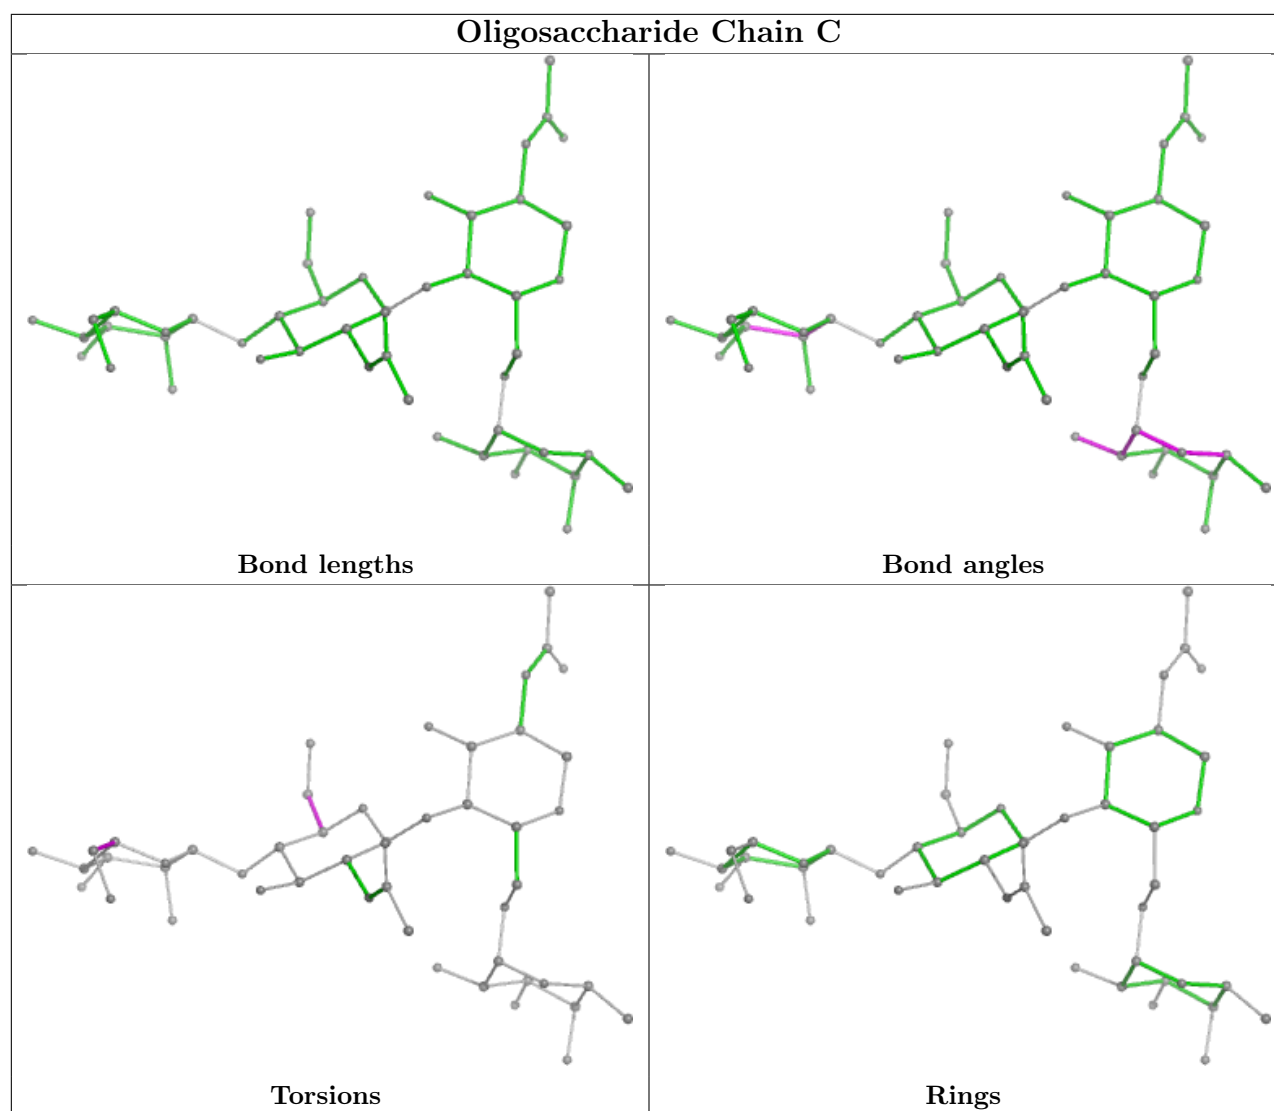 Oligosaccharide Chain C
Bond lengths
Bond angles
Torsions
Rings